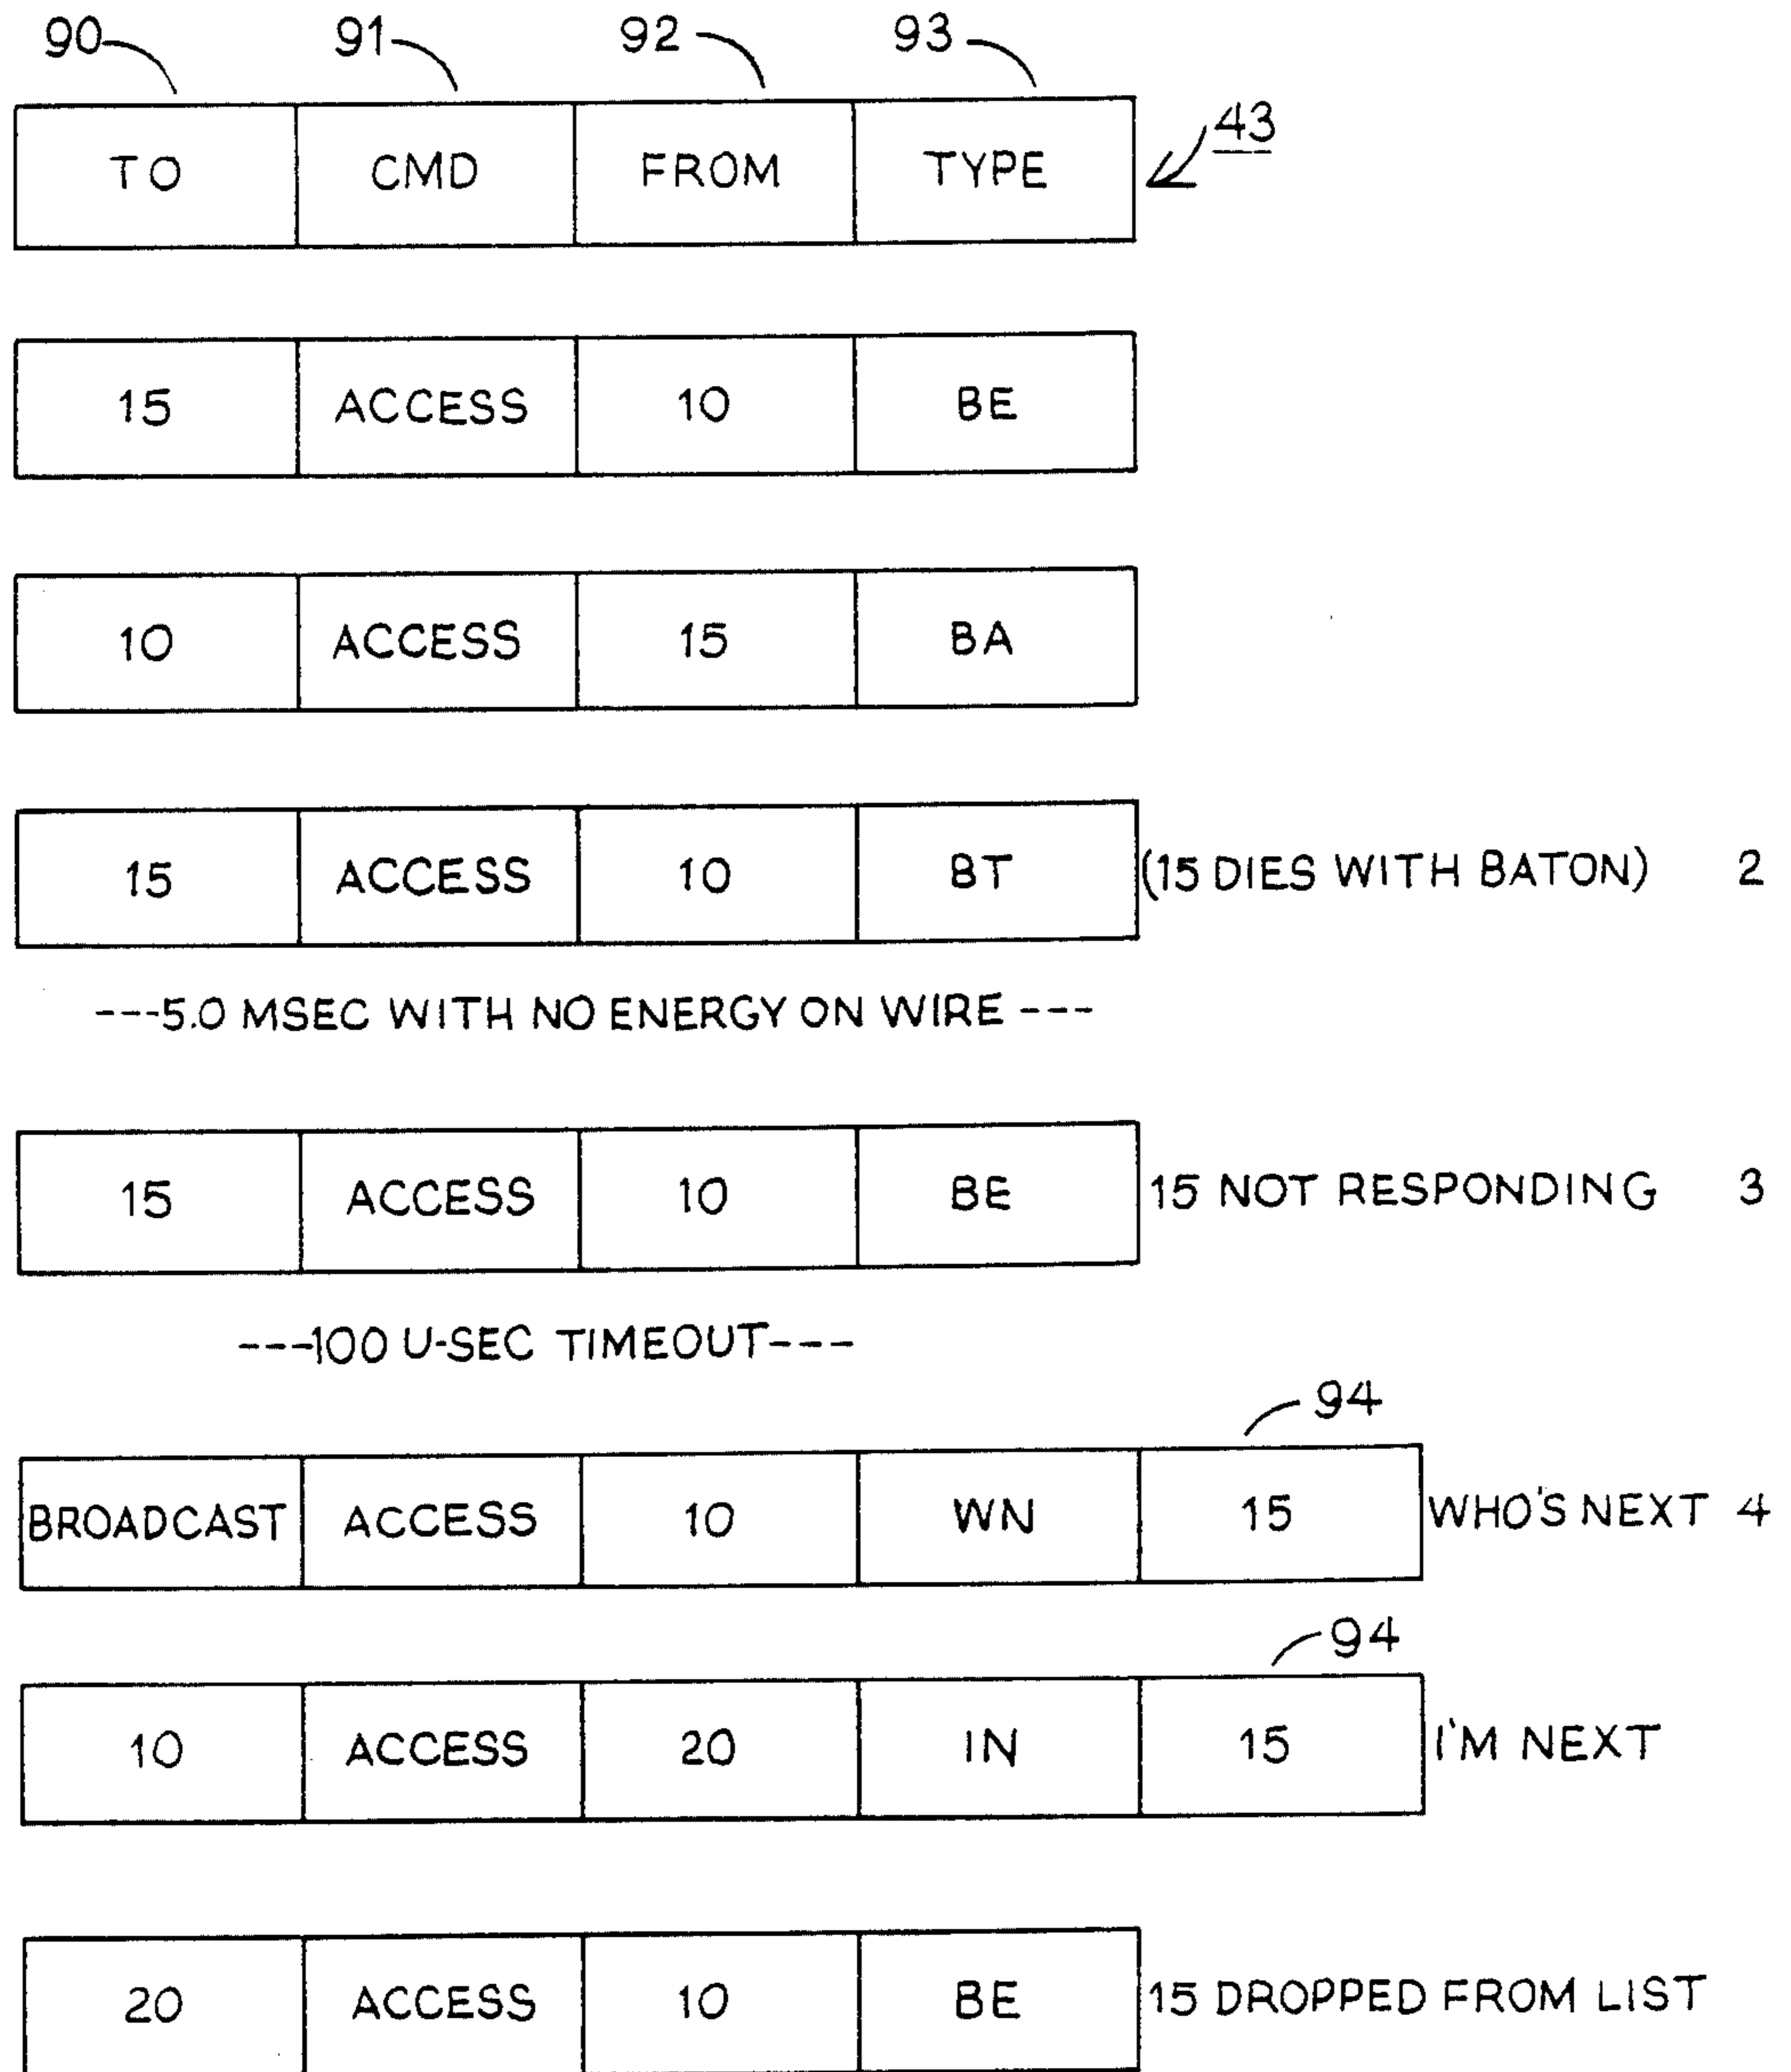 90 91 92 93
TO CMD FROM TYPE 43
15 ACCESS 10 BE
10 ACCESS 15 BA
15 ACCESS 10 BT (15 DIES WITH BATON) 2
---5.0 MSEC WITH NO ENERGY ON WIRE ---
15 ACCESS 10 BE 15 NOT RESPONDING 3
---100 U-SEC TIMEOUT---
94
BROADCAST ACCESS 10 WN 15 WHO'S NEXT 4
94
10 ACCESS 20 IN 15 I'M NEXT
20 ACCESS 10 BE 15 DROPPED FROM LIST